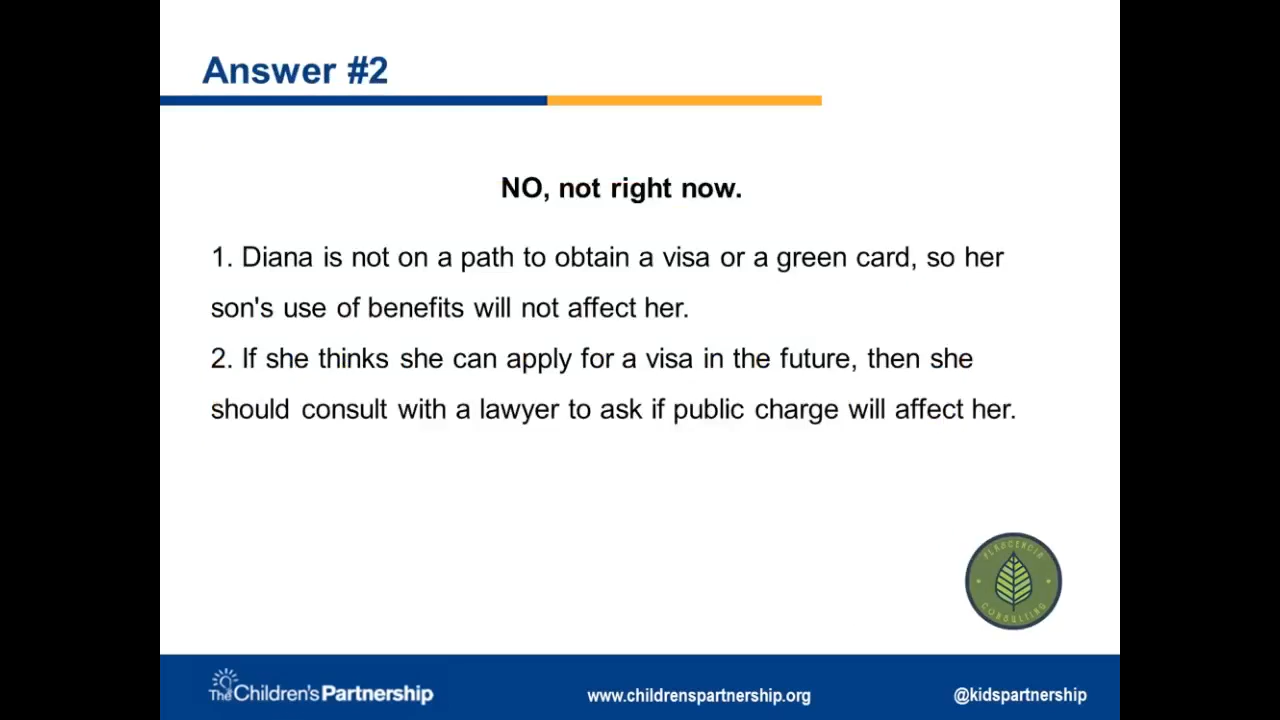 Answer #2
NO, not right now.
1. Diana is not on a path to obtain a visa or a green card, so her
son's use of benefits will not affect her.
2. If she thinks she can apply for a visa in the future, then she
should consult with a lawyer to ask if public charge will affect her.
CONSULTING
The Children's Partnership
www.childrenspartnership.org
@kidspartnership